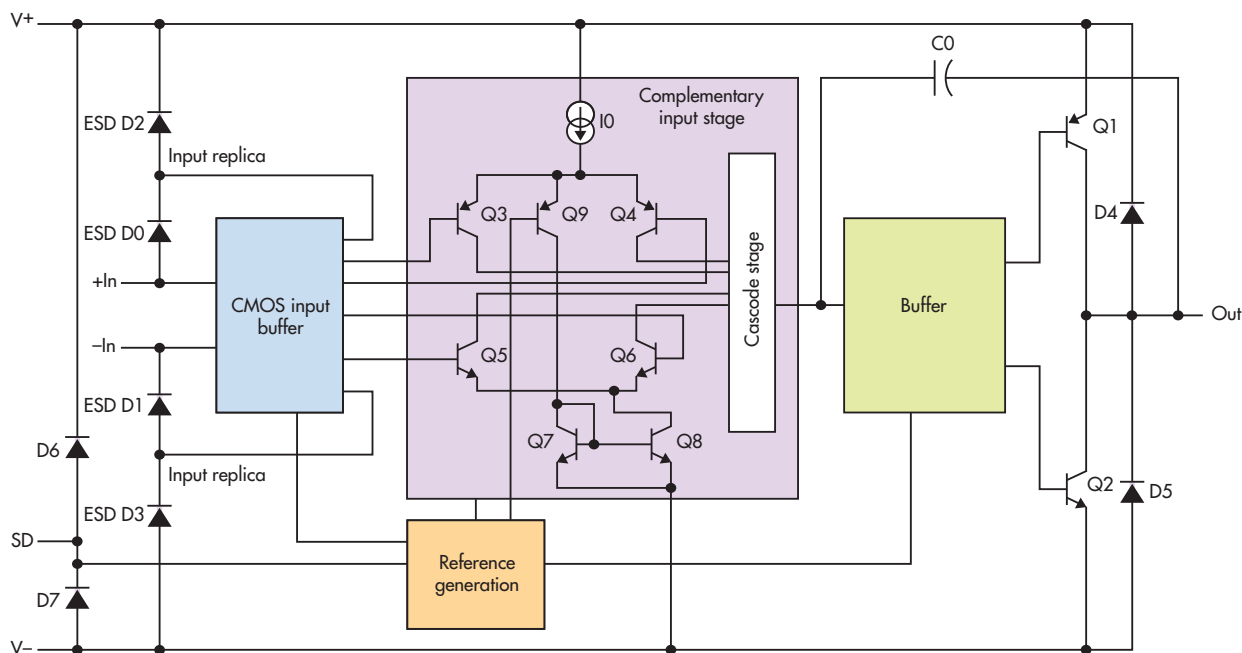 V+
C0
Complementary
input stage
I0
ESD D2
Q1
Input replica
Q3
Q9
Q4
D4
ESD D0
+In
CMOS input
buffer
Cascode stage
Buffer
Out
–In
Q5
Q6
ESD D1
Q7
Q8
D6
Input replica
Q2
D5
ESD D3
SD
Reference
generation
D7
V–